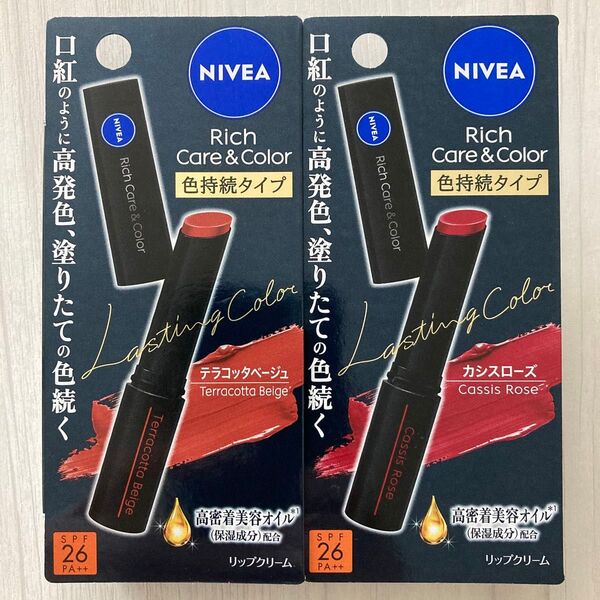 口紅のように高発色、塗りたての色続く
NIVEA
Rich
Care & Color
色持続タイプ
NIVEA
Rich Care & Color
Lasting Color
テラコッタベージュ
Terracotta Beige
Terracotta Beige
高密着美容オイル※1
(保湿成分)配合
SPF
26
PA++
リップクリーム
口紅のように高発色、塗りたての色続く
NIVEA
Rich
Care & Color
色持続タイプ
NIVEA
Rich Care & Color
Lasting Color
カシスローズ
Cassis Rose
Cassis Rose
高密着美容オイル※1
(保湿成分)配合
SPF
26
PA++
リップクリーム